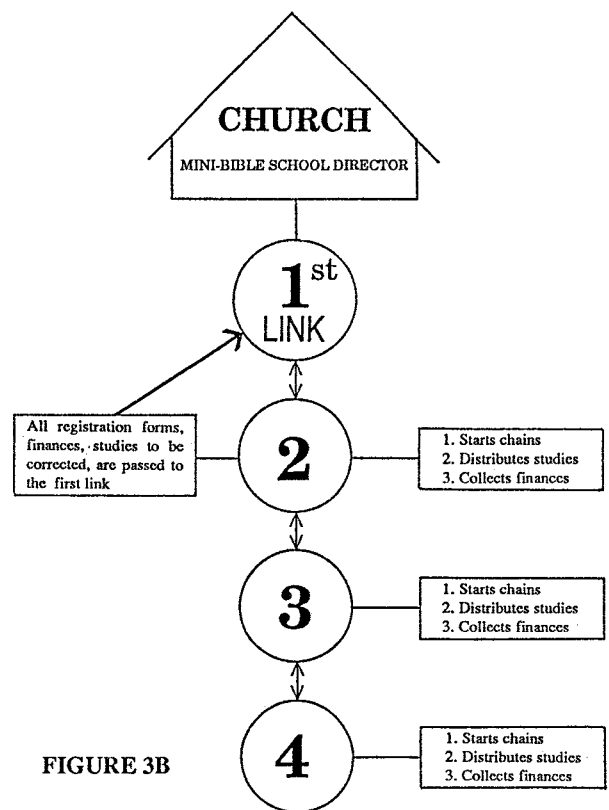 CHURCH
MINI-BIBLE SCHOOL DIRECTOR
1st
LINK
All registration forms,
finances, studies to be
corrected, are passed to
the first link
2
1. Starts chains
2. Distributes studies
3. Collects finances
3
1. Starts chains
2. Distributes studies
3. Collects finances
4
1. Starts chains
2. Distributes studies
3. Collects finances
FIGURE 3B